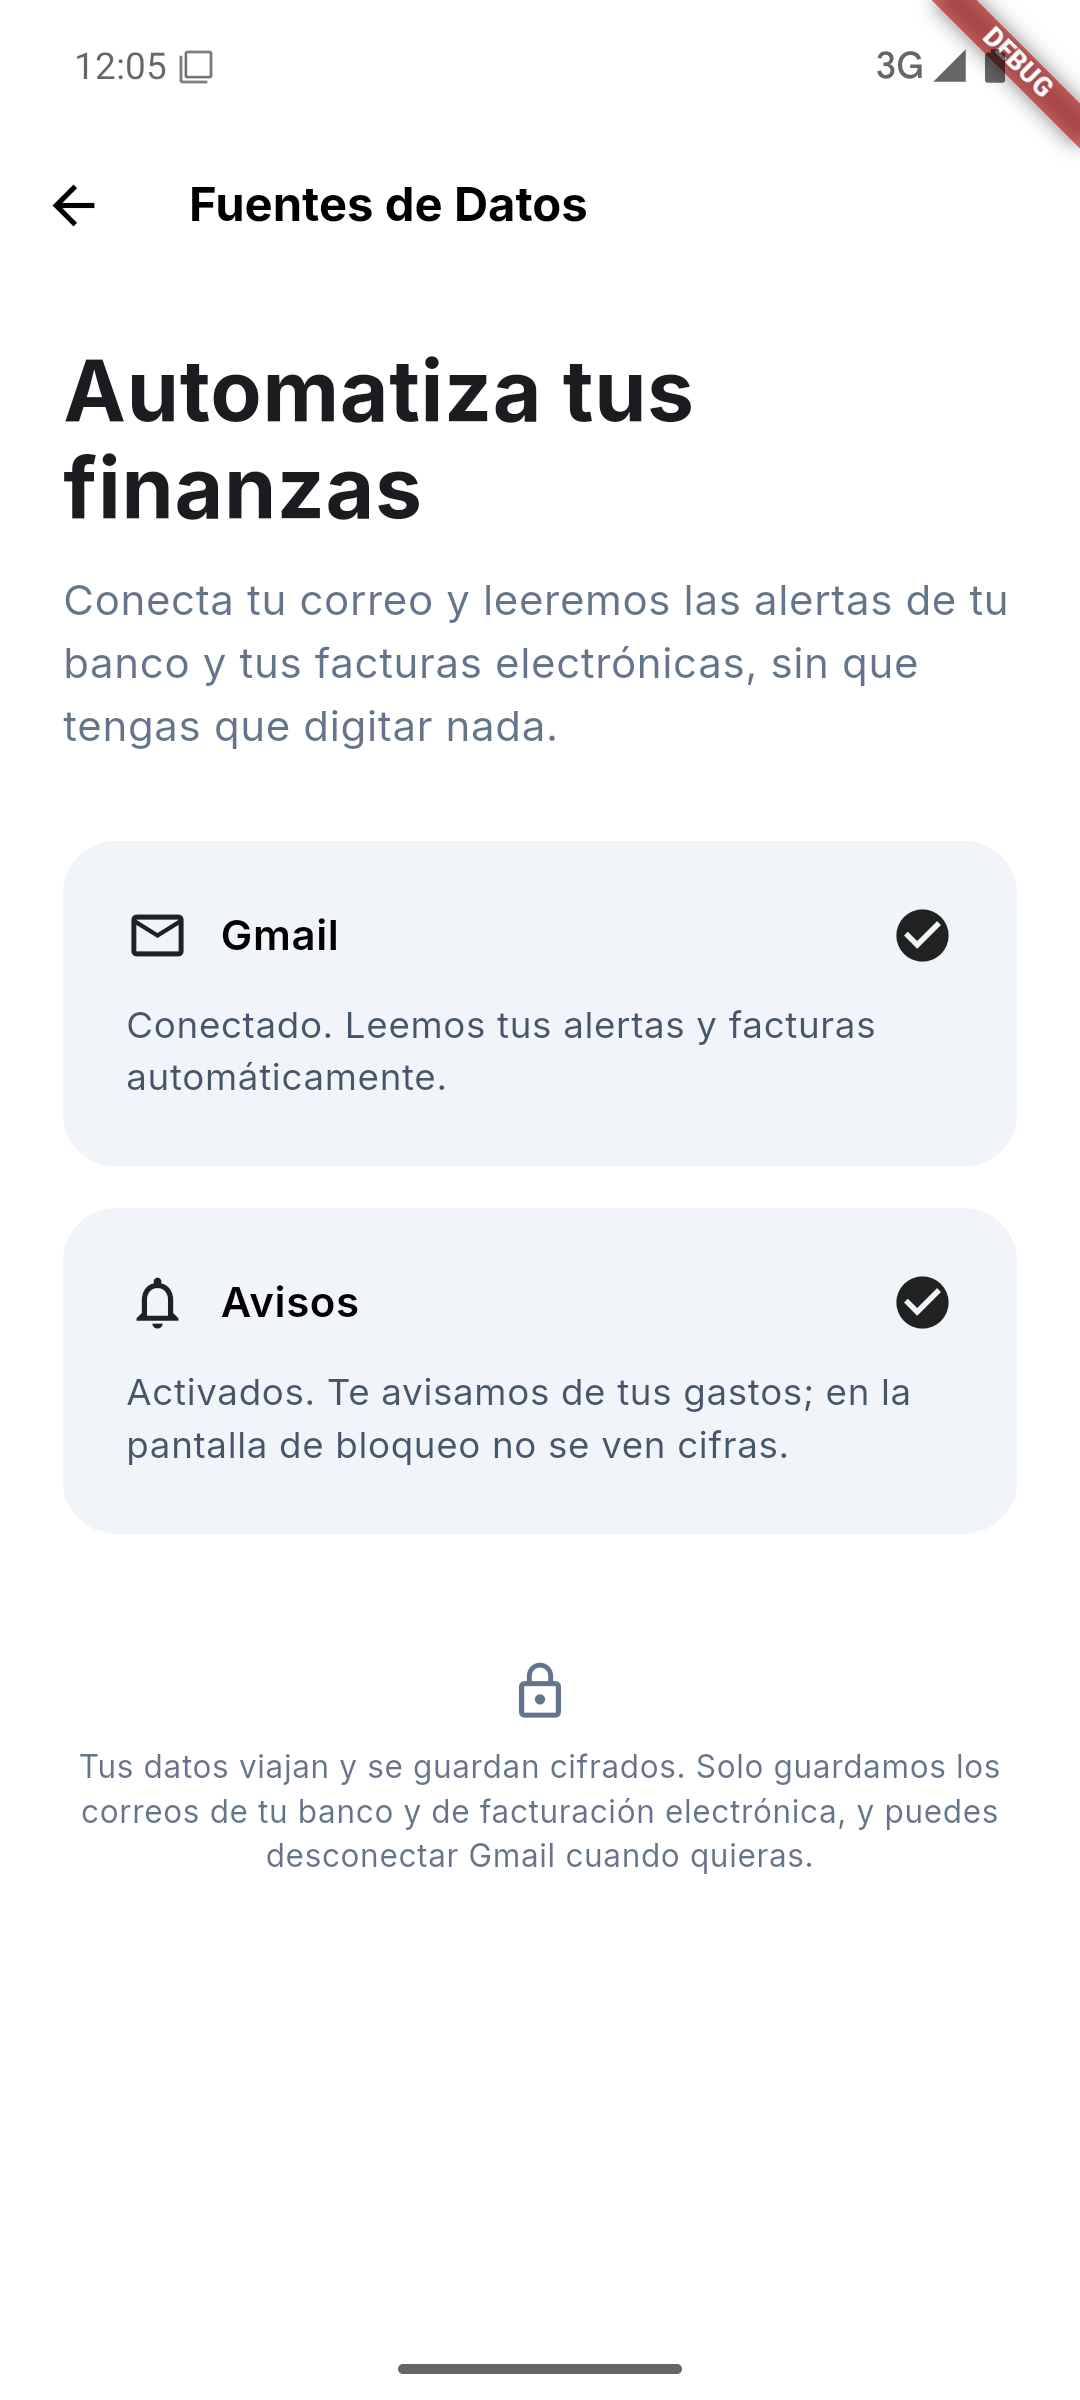 12:05
3G
DEBUG
Fuentes de Datos
Automatiza tus
finanzas
Conecta tu correo y leeremos las alertas de tu
banco y tus facturas electrónicas, sin que
tengas que digitar nada.
Gmail
Conectado. Leemos tus alertas y facturas
automáticamente.
Avisos
Activados. Te avisamos de tus gastos; en la
pantalla de bloqueo no se ven cifras.
Tus datos viajan y se guardan cifrados. Solo guardamos los
correos de tu banco y de facturación electrónica, y puedes
desconectar Gmail cuando quieras.